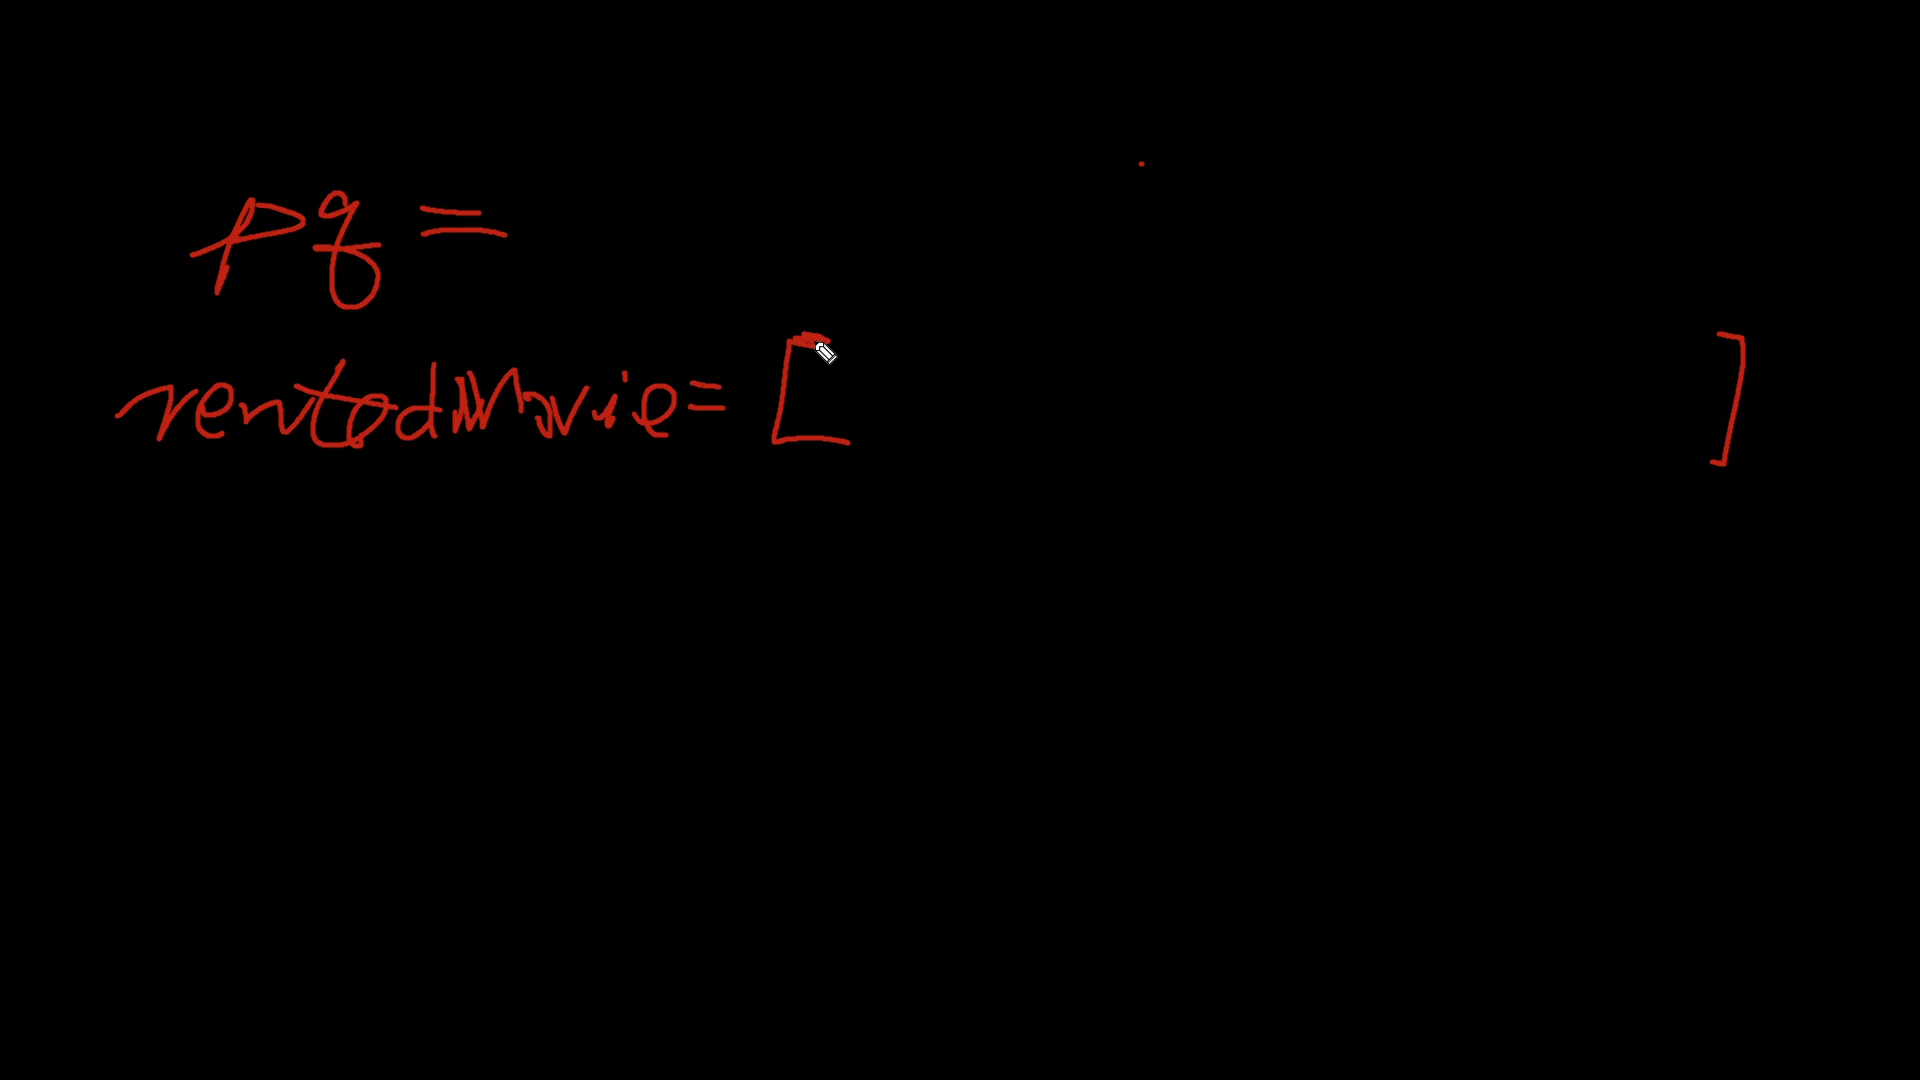 pq =
rentedMovie= [ ]